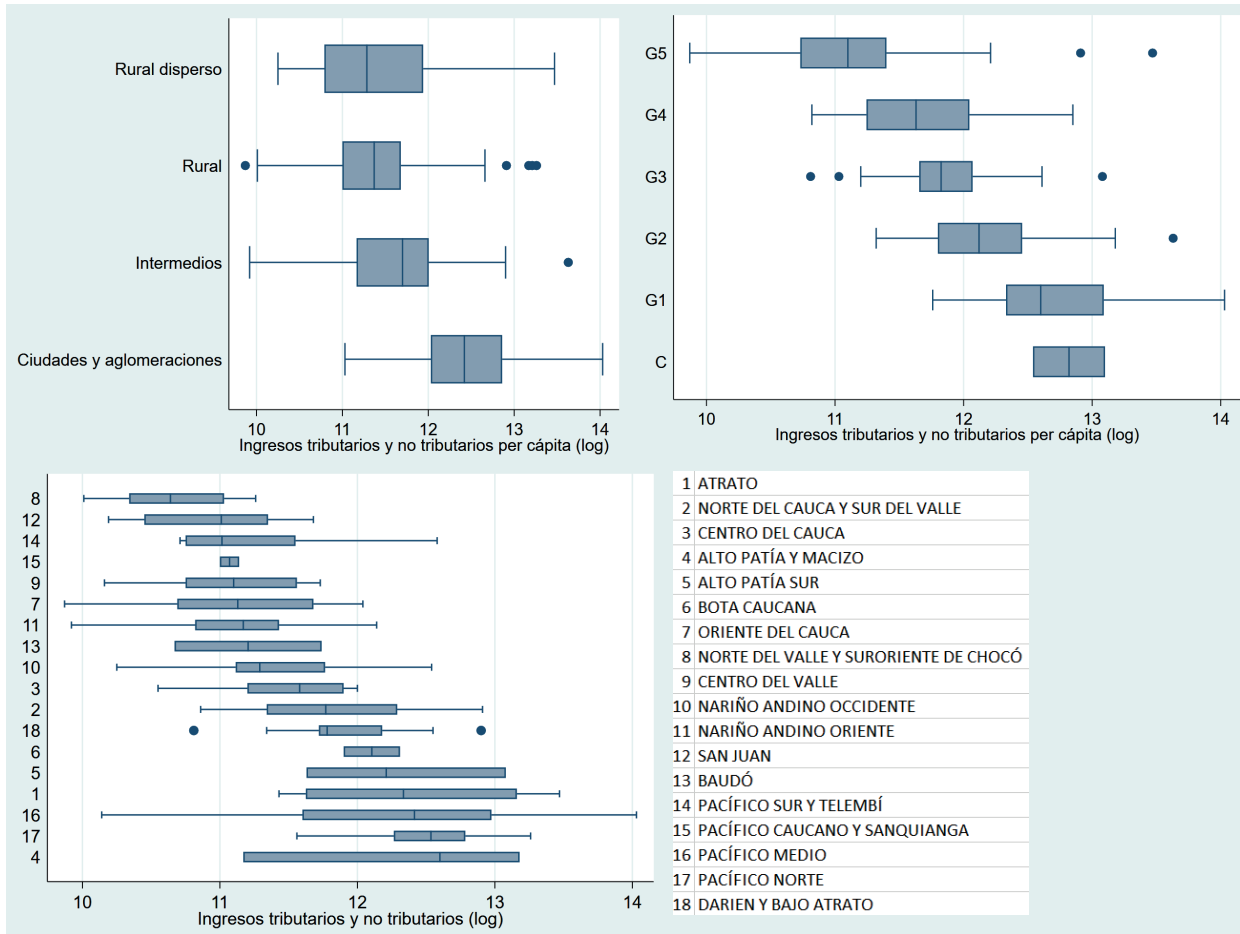 Rural disperso
Rural
Intermedios
Ciudades y aglomeraciones
10 11 12 13 14
Ingresos tributarios y no tributarios per cápita (log)
G5
G4
G3
G2
G1
C
10 11 12 13 14
Ingresos tributarios y no tributarios per cápita (log)
8
12
14
15
9
7
11
13
10
3
2
18
6
5
1
16
17
4
10 11 12 13 14
Ingresos tributarios y no tributarios (log)
1 ATRATO
2 NORTE DEL CAUCA Y SUR DEL VALLE
3 CENTRO DEL CAUCA
4 ALTO PATÍA Y MACIZO
5 ALTO PATÍA SUR
6 BOTA CAUCANA
7 ORIENTE DEL CAUCA
8 NORTE DEL VALLE Y SURORIENTE DE CHOCÓ
9 CENTRO DEL VALLE
10 NARIÑO ANDINO OCCIDENTE
11 NARIÑO ANDINO ORIENTE
12 SAN JUAN
13 BAUDÓ
14 PACÍFICO SUR Y TELEMBÍ
15 PACÍFICO CAUCANO Y SANQUIANGA
16 PACÍFICO MEDIO
17 PACÍFICO NORTE
18 DARIEN Y BAJO ATRATO